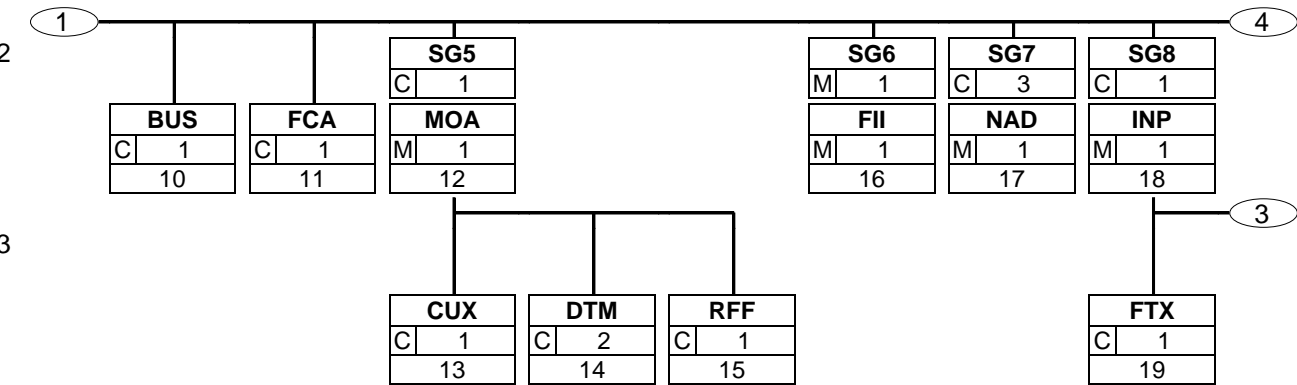 1 4
2 SG5 SG6 SG7 SG8
C 1 M 1 C 3 C 1
BUS FCA MOA FII NAD INP
C 1 C 1 M 1 M 1 M 1 M 1
10 11 12 16 17 18
3
3
CUX DTM RFF FTX
C 1 C 2 C 1 C 1
13 14 15 19